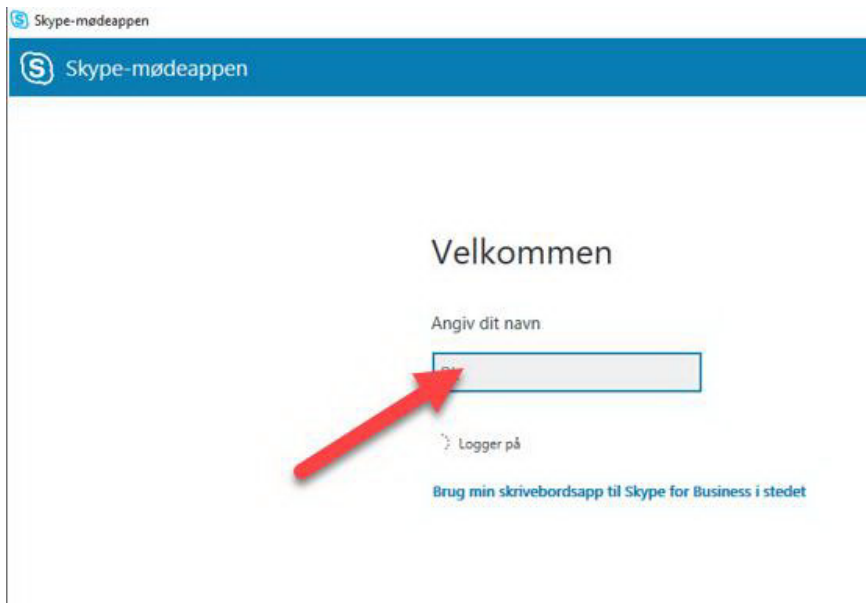 Skype-mødeappen
Skype-mødeappen
Velkommen
Angiv dit navn
Logger på
Brug min skrivebordsapp til Skype for Business i stedet